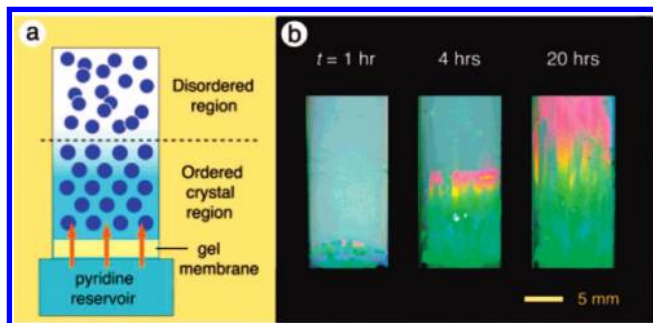 a
Disordered
region
Ordered
crystal
region
gel
membrane
pyridine
reservoir
b
t = 1 hr
4 hrs
20 hrs
5 mm